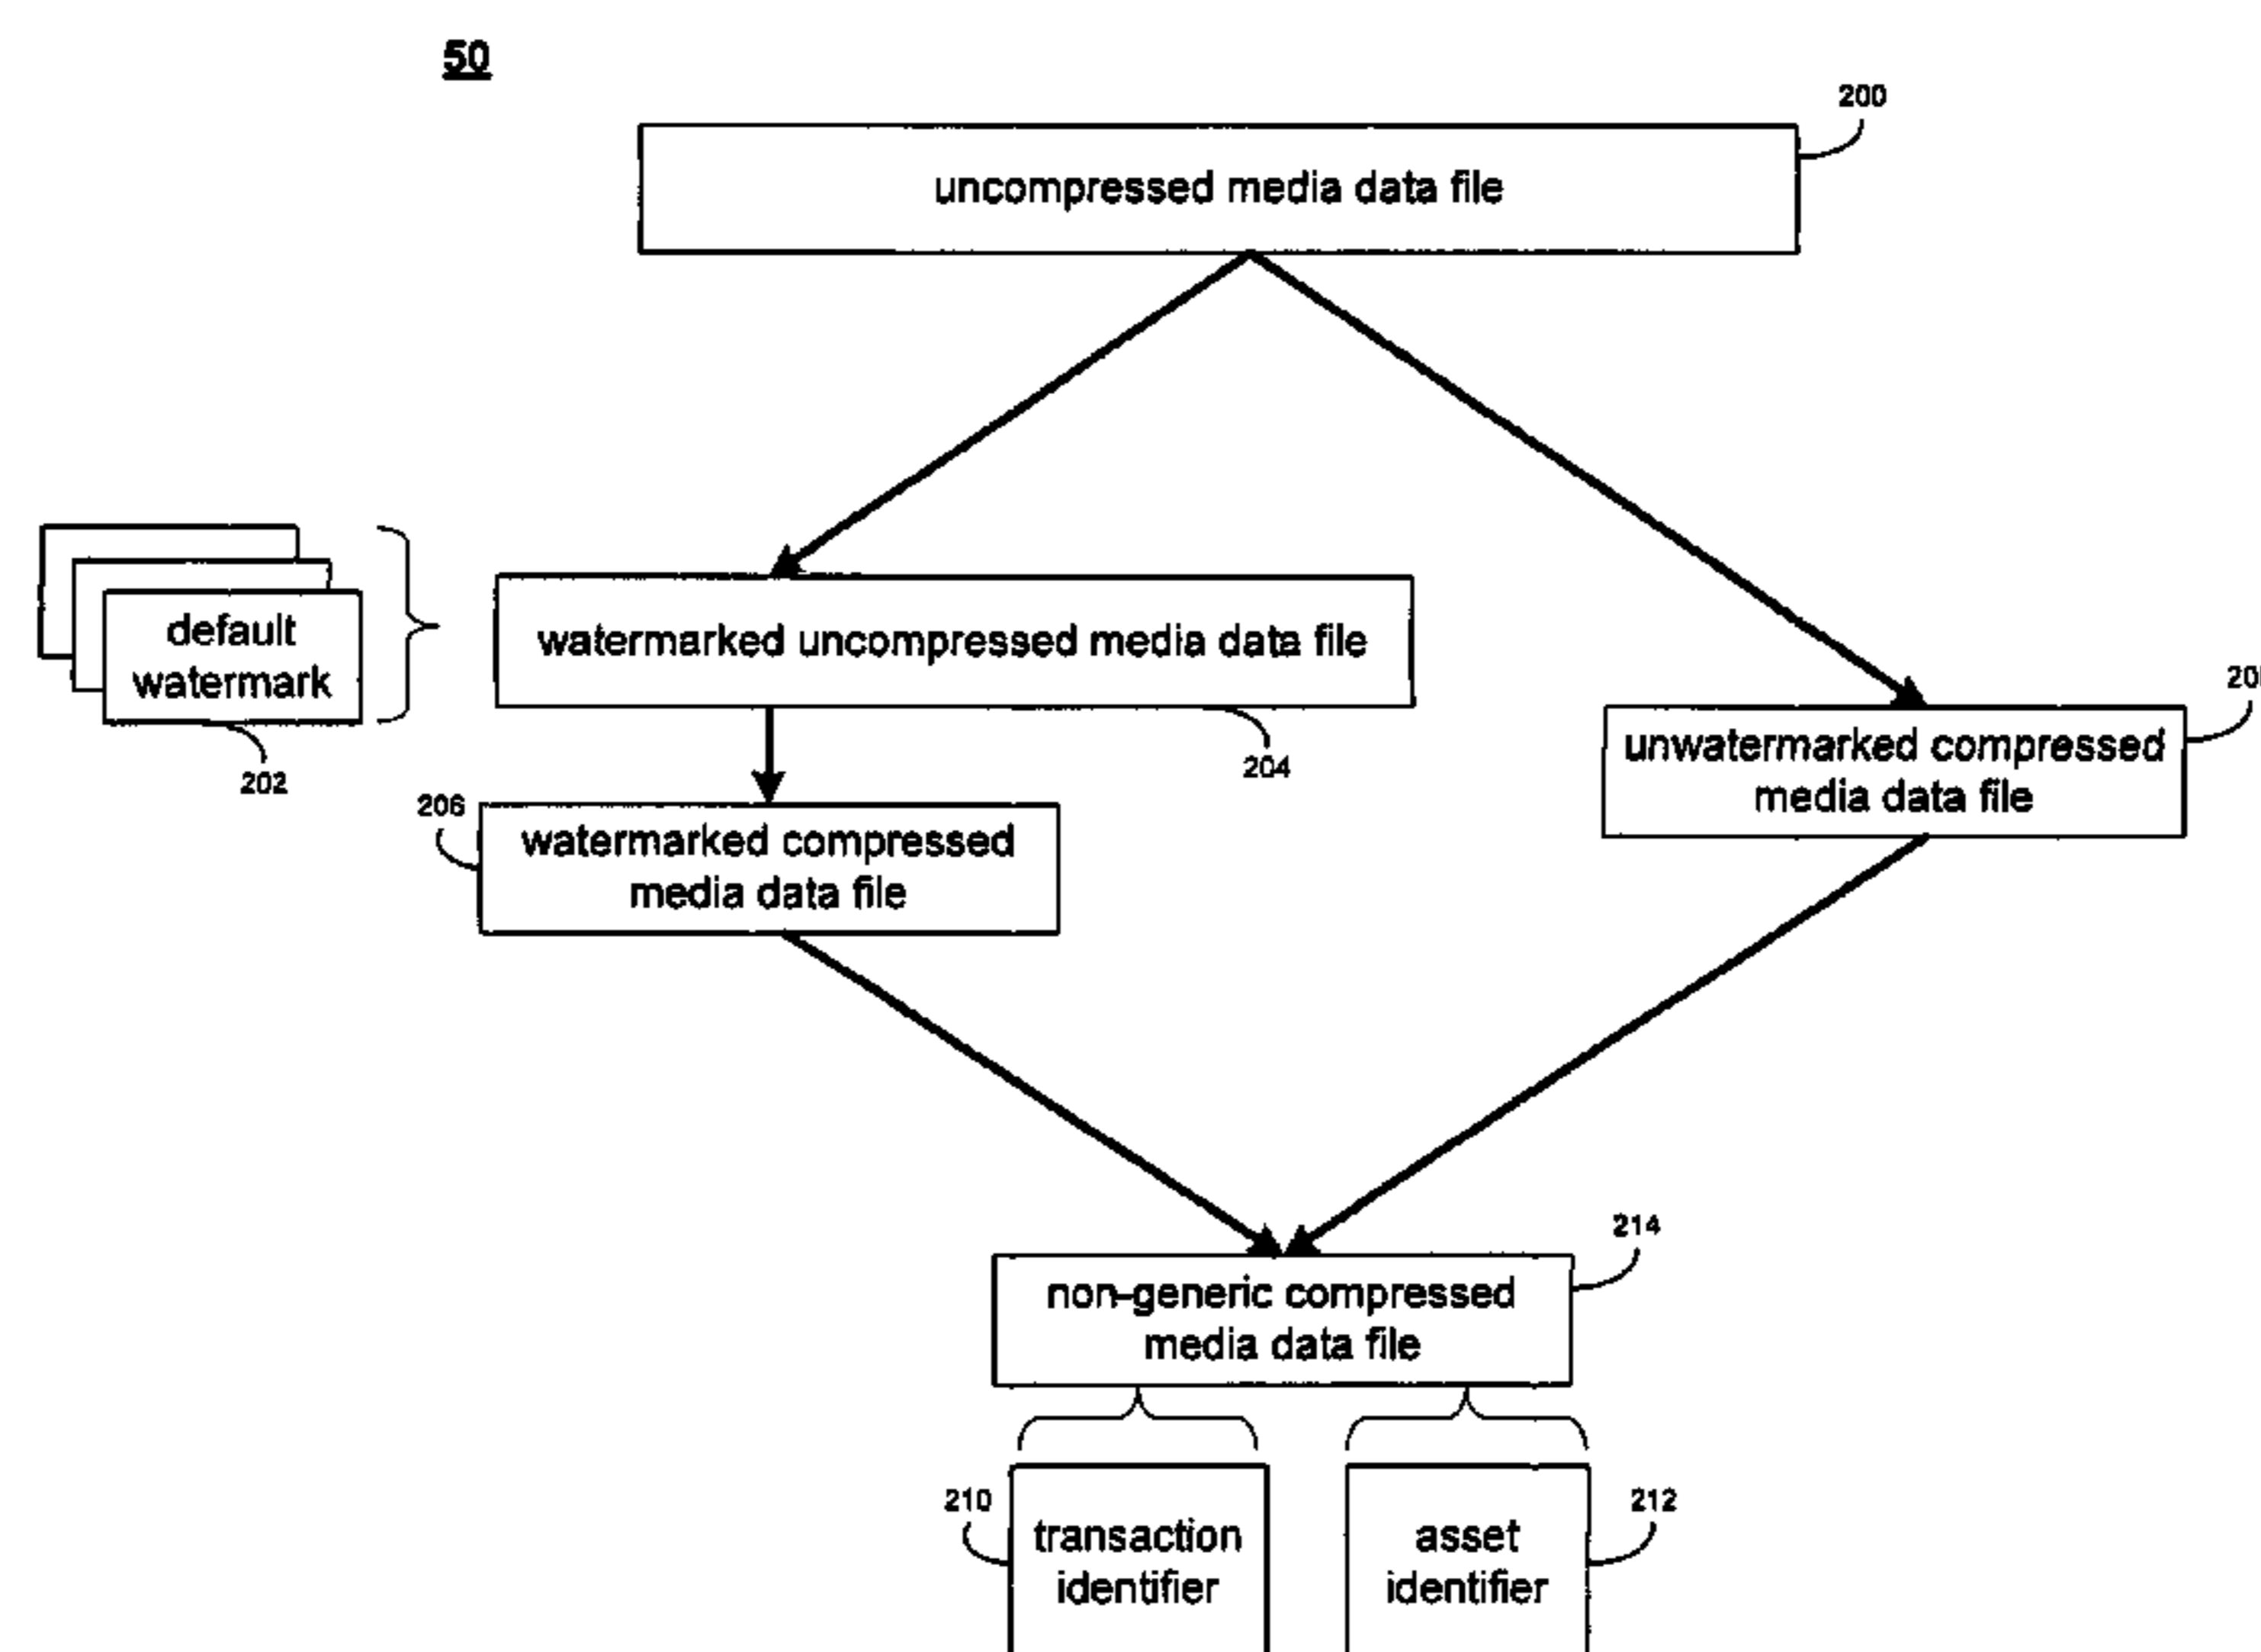 50
200
uncompressed media data file
default
watermark
202
watermarked uncompressed media data file
204
unwatermarked compressed
media data file
206
watermarked compressed
media data file
214
non-generic compressed
media data file
210
transaction
identifier
asset
identifier
212